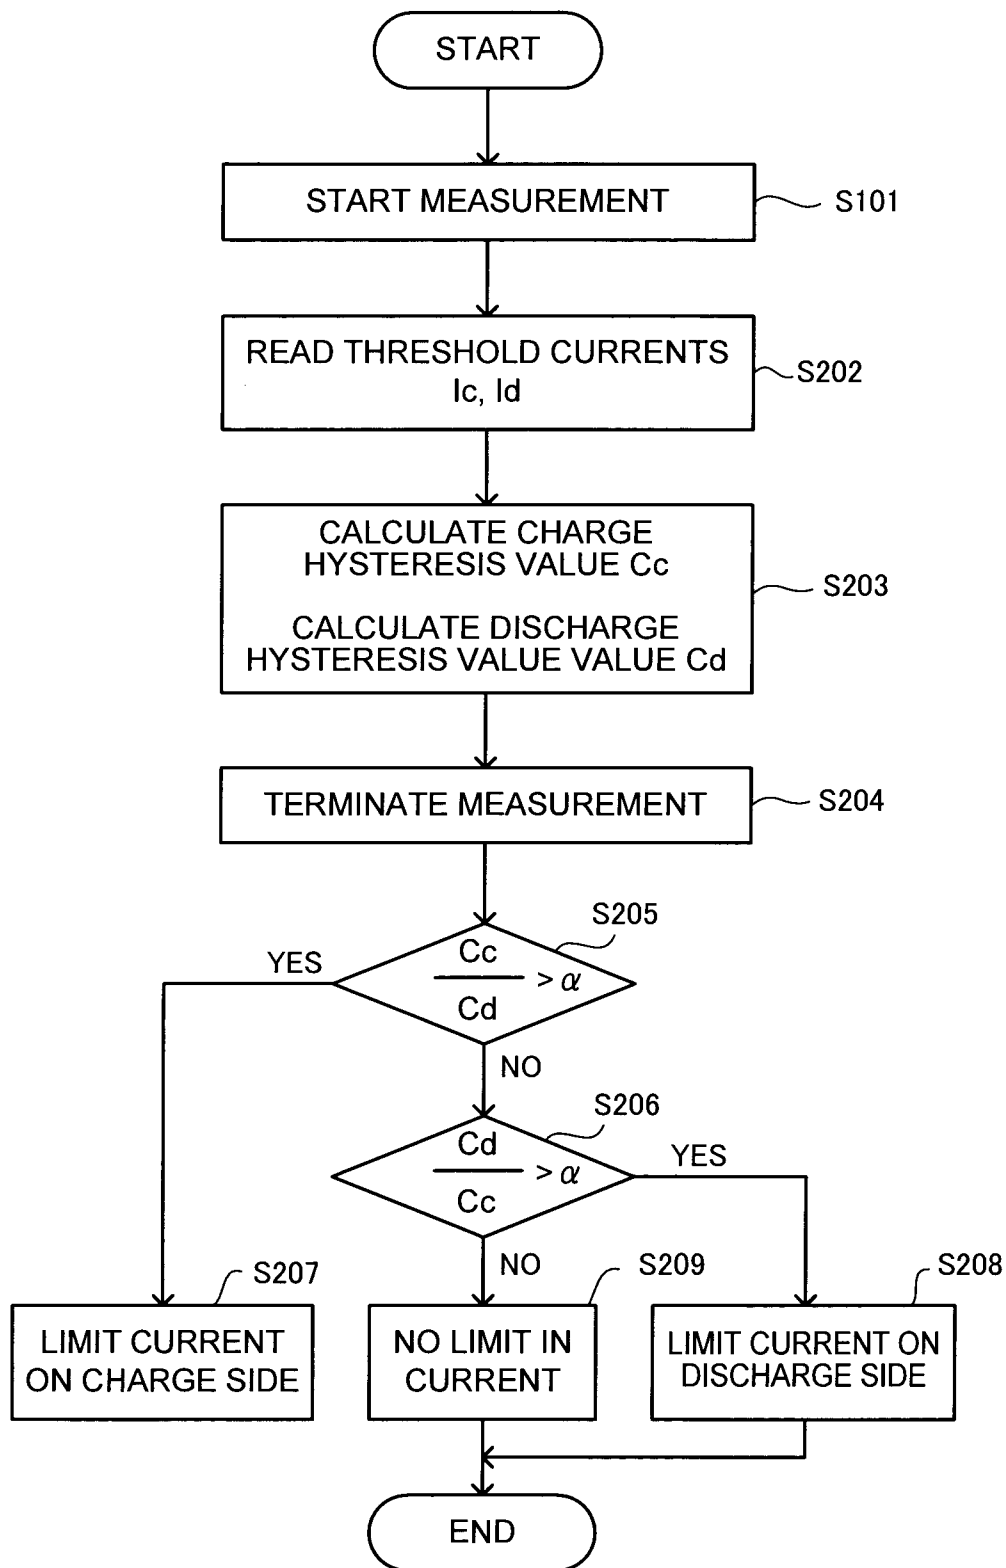 START
START MEASUREMENT
S101
READ THRESHOLD CURRENTS
Ic, Id
S202
CALCULATE CHARGE
HYSTERESIS VALUE Cc
CALCULATE DISCHARGE
HYSTERESIS VALUE VALUE Cd
S203
TERMINATE MEASUREMENT
S204
S205
YES
Cc
> α
Cd
NO
S206
Cd
> α
Cc
YES
NO
S207
LIMIT CURRENT
ON CHARGE SIDE
S209
NO LIMIT IN
CURRENT
S208
LIMIT CURRENT ON
DISCHARGE SIDE
END